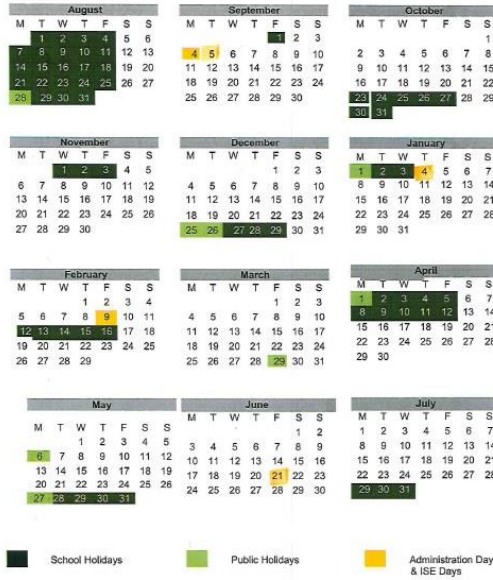 August
M T W T F S S
1 2 3 4 5 6
7 8 9 10 11 12 13
14 15 16 17 18 19 20
21 22 23 24 25 26 27
28 29 30 31
September
M T W T F S S
1 2 3
4 5 6 7 8 9 10
11 12 13 14 15 16 17
18 19 20 21 22 23 24
25 26 27 28 29 30
October
M T W T F S S
1
2 3 4 5 6 7 8
9 10 11 12 13 14 15
16 17 18 19 20 21 22
23 24 25 26 27 28 29
30 31
November
M T W T F S S
1 2 3 4 5
6 7 8 9 10 11 12
13 14 15 16 17 18 19
20 21 22 23 24 25 26
27 28 29 30
December
M T W T F S S
1 2 3
4 5 6 7 8 9 10
11 12 13 14 15 16 17
18 19 20 21 22 23 24
25 26 27 28 29 30 31
January
M T W T F S S
1 2 3 4 5 6 7
8 9 10 11 12 13 14
15 16 17 18 19 20 21
22 23 24 25 26 27 28
29 30 31
February
M T W T F S S
1 2 3 4
5 6 7 8 9 10 11
12 13 14 15 16 17 18
19 20 21 22 23 24 25
26 27 28 29
March
M T W T F S S
1 2 3
4 5 6 7 8 9 10
11 12 13 14 15 16 17
18 19 20 21 22 23 24
25 26 27 28 29 30 31
April
M T W T F S S
1 2 3 4 5 6 7
8 9 10 11 12 13 14
15 16 17 18 19 20 21
22 23 24 25 26 27 28
29 30
May
M T W T F S S
1 2 3 4 5
6 7 8 9 10 11 12
13 14 15 16 17 18 19
20 21 22 23 24 25 26
27 28 29 30 31
June
M T W T F S S
1 2
3 4 5 6 7 8 9
10 11 12 13 14 15 16
17 18 19 20 21 22 23
24 25 26 27 28 29 30
July
M T W T F S S
1 2 3 4 5 6 7
8 9 10 11 12 13 14
15 16 17 18 19 20 21
22 23 24 25 26 27 28
29 30 31
School Holidays
Public Holidays
Administration Day
& ISE Days